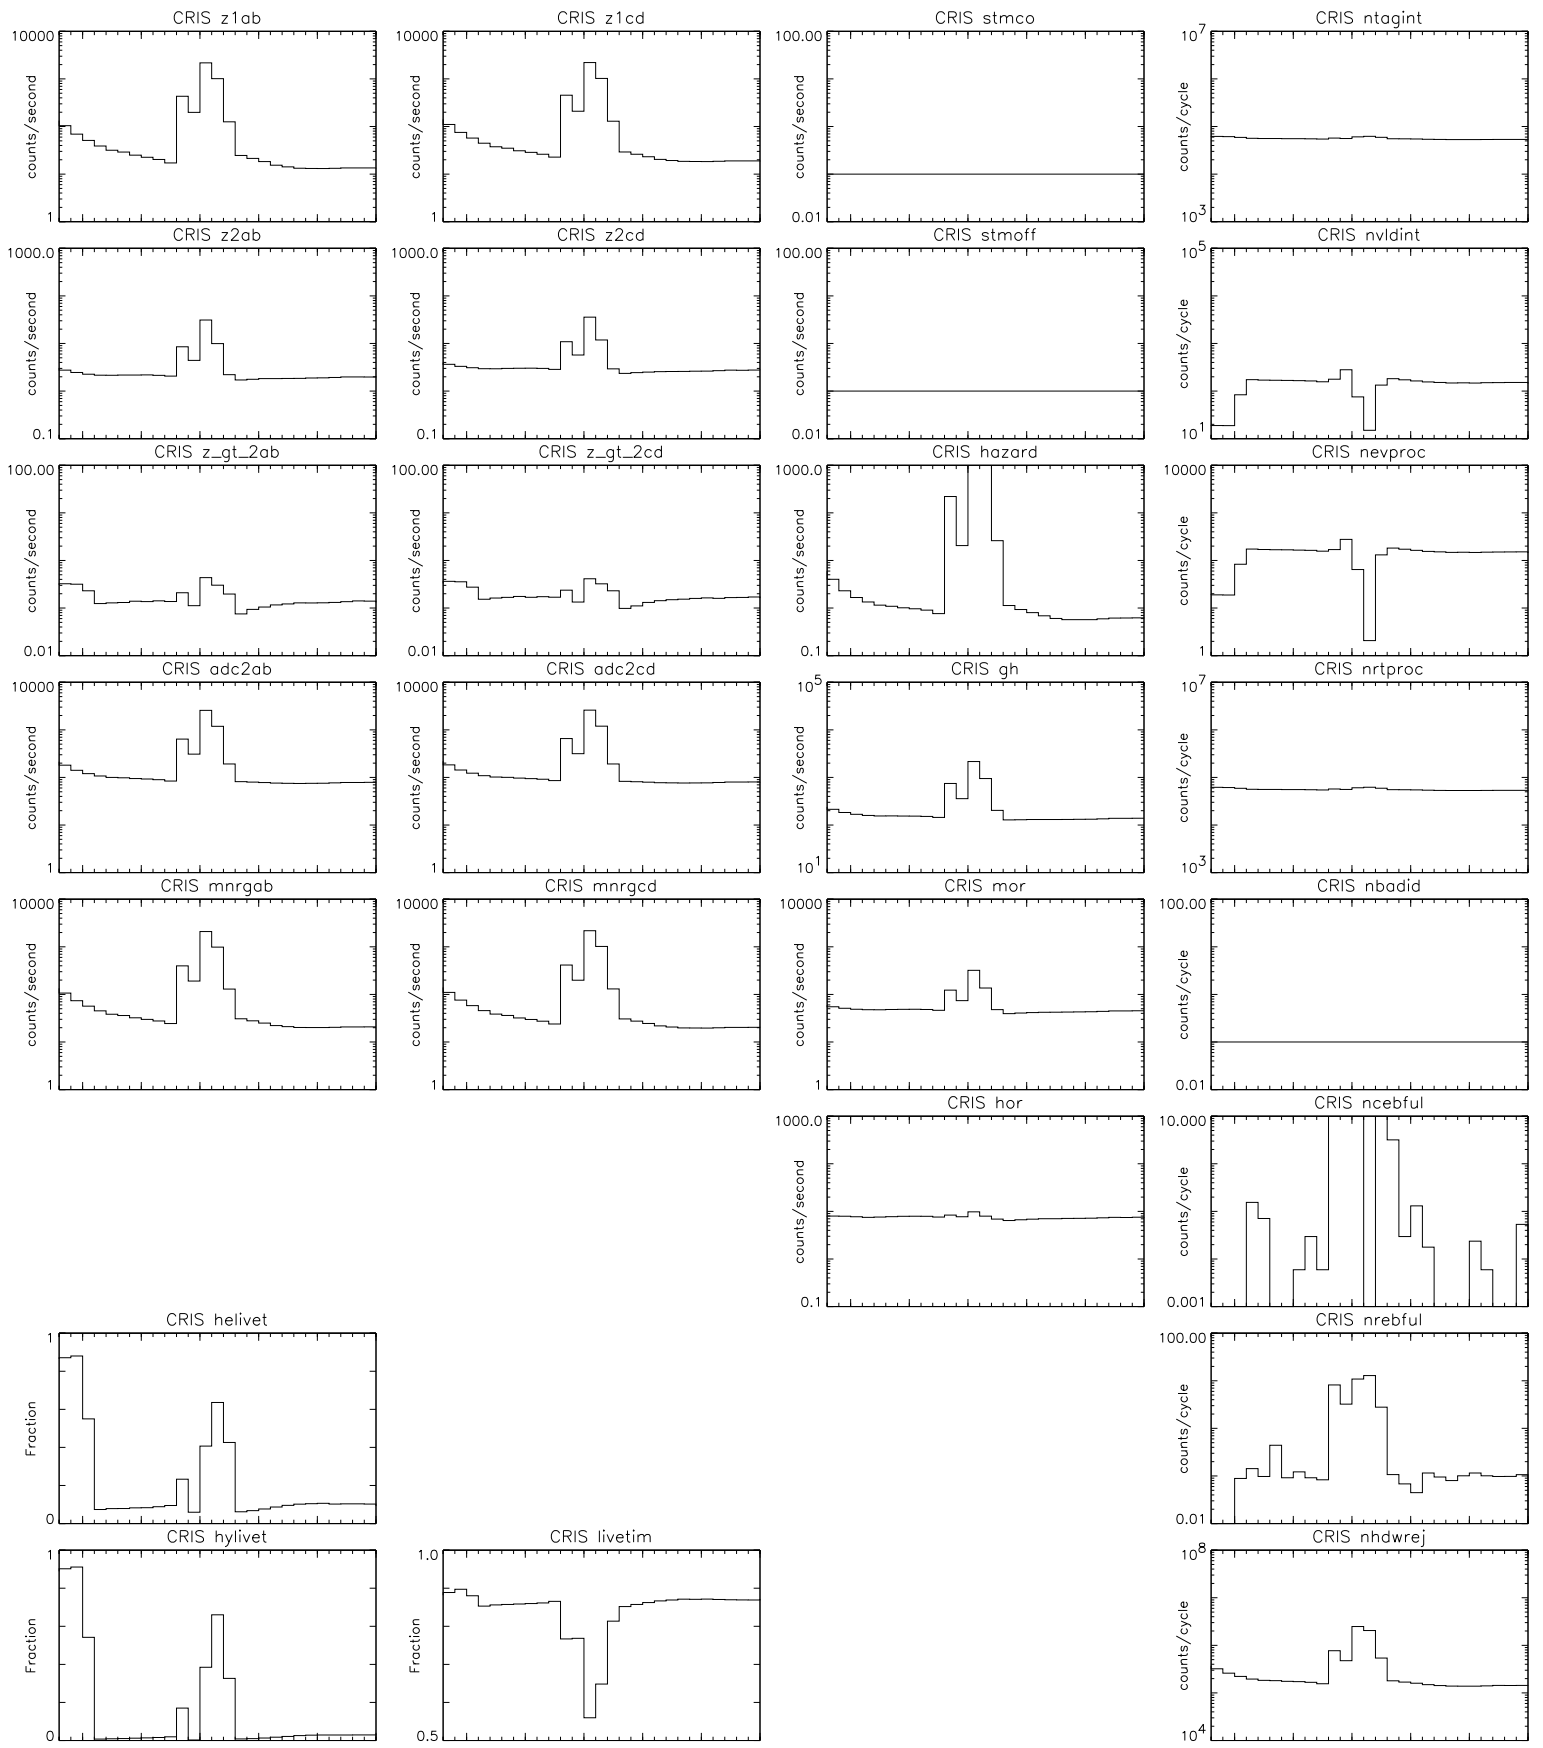 CRIS z1ab
10000
counts/second
1
CRIS z1cd
10000
counts/second
1
CRIS stmco
100.00
0.01
CRIS ntagint
10^7
counts/cycle
10^3
CRIS z2ab
1000.0
counts/second
0.1
CRIS z2cd
1000.0
counts/second
0.1
CRIS stmoff
100.00
0.01
CRIS nvldint
10^5
counts/cycle
10^1
CRIS z_gt_2ab
100.00
counts/second
0.01
CRIS z_gt_2cd
100.00
counts/second
0.01
CRIS hazard
1000.0
counts/second
0.1
CRIS nevproc
10000
counts/cycle
1
CRIS adc2ab
10000
counts/second
1
CRIS adc2cd
10000
counts/second
1
CRIS gh
10^5
counts/second
10^1
CRIS nrtproc
10^7
counts/cycle
10^3
CRIS mnrgab
10000
counts/second
1
CRIS mnrgcd
10000
counts/second
1
CRIS mor
10000
counts/second
1
CRIS nbadid
100.00
counts/cycle
0.01
CRIS hor
1000.0
counts/second
0.1
CRIS ncebful
10.000
counts/cycle
0.001
CRIS helivet
1
Fraction
0
CRIS nrebful
100.00
counts/cycle
0.01
CRIS hylivet
1
Fraction
0
CRIS livetim
1.0
Fraction
0.5
CRIS nhdwrej
10^8
counts/cycle
10^4